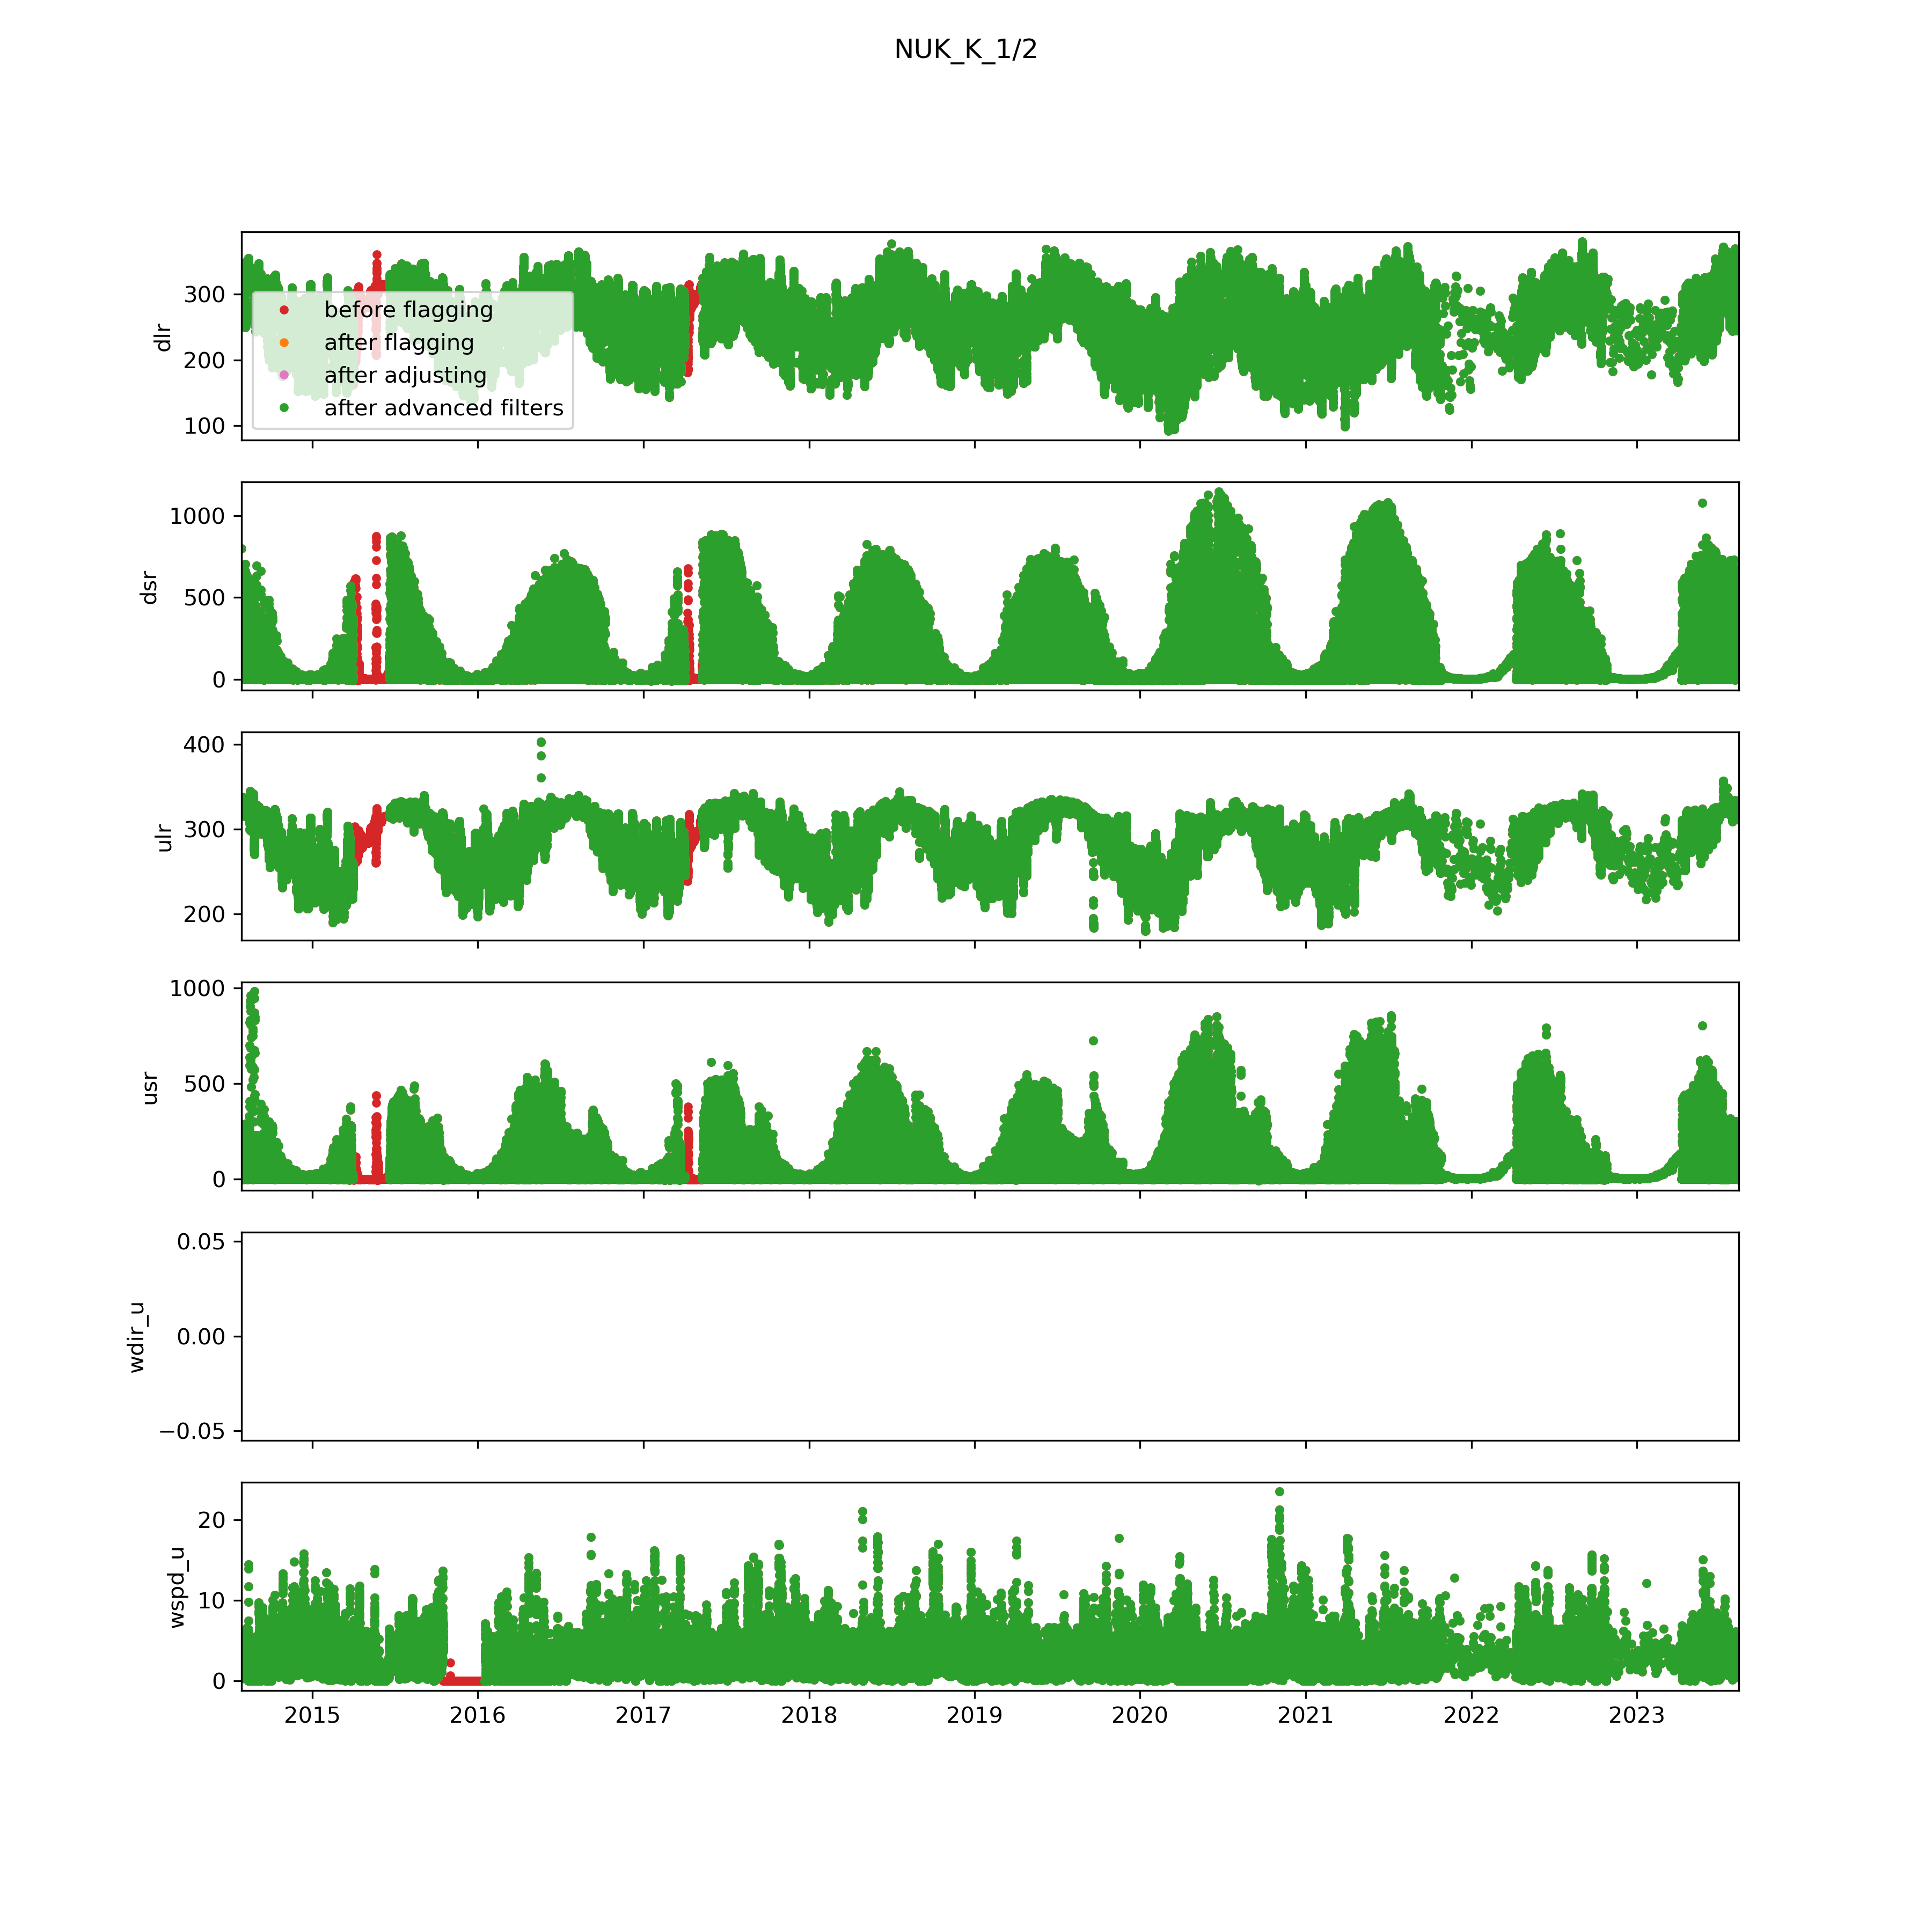 NUK_K_1/2
dlr
300
200
100
before flagging
after flagging
after adjusting
after advanced filters
dsr
1000
500
0
ulr
400
300
200
usr
1000
500
0
wdir_u
0.05
0.00
−0.05
wspd_u
20
10
0
2015 2016 2017 2018 2019 2020 2021 2022 2023